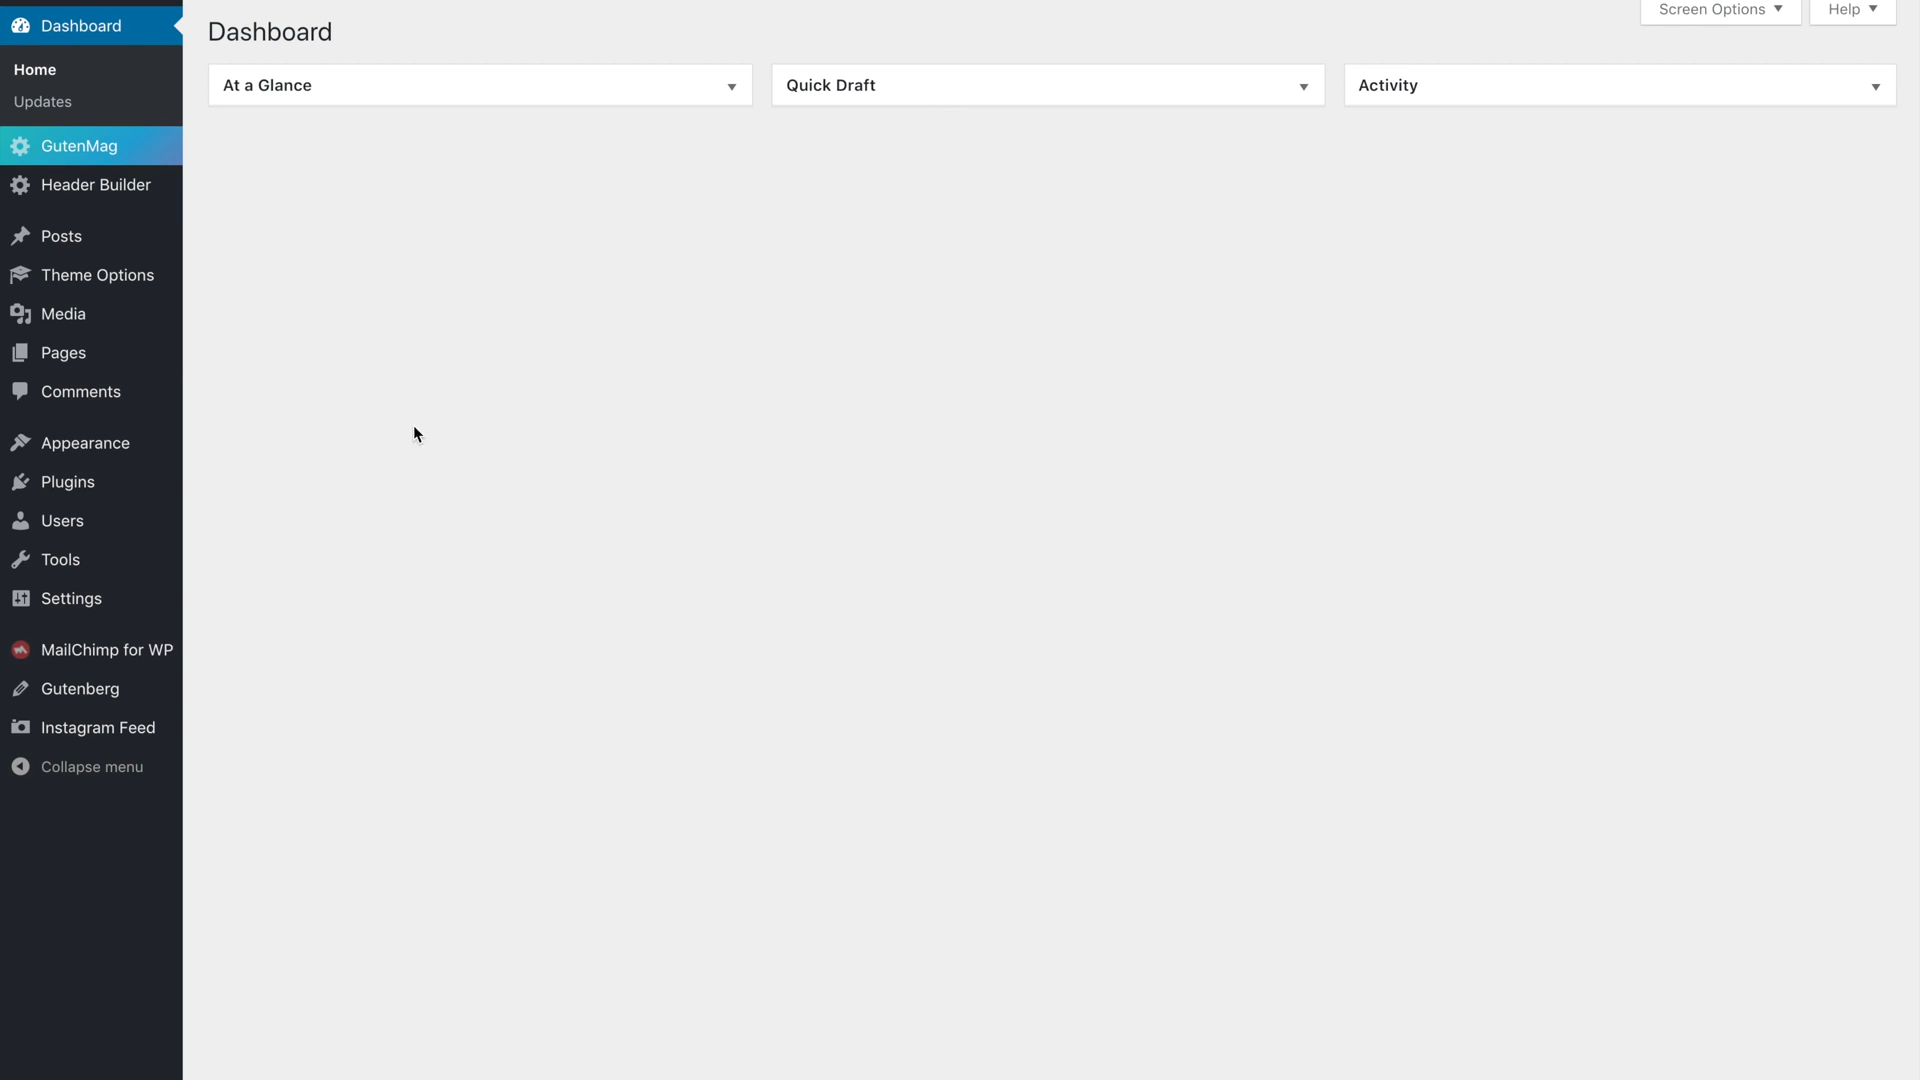 Dashboard
Home
Updates
GutenMag
Header Builder
Posts
Theme Options
Media
Pages
Comments
Appearance
Plugins
Users
Tools
Settings
MailChimp for WP
Gutenberg
Instagram Feed
Collapse menu
Dashboard
Screen Options
Help
At a Glance
Quick Draft
Activity